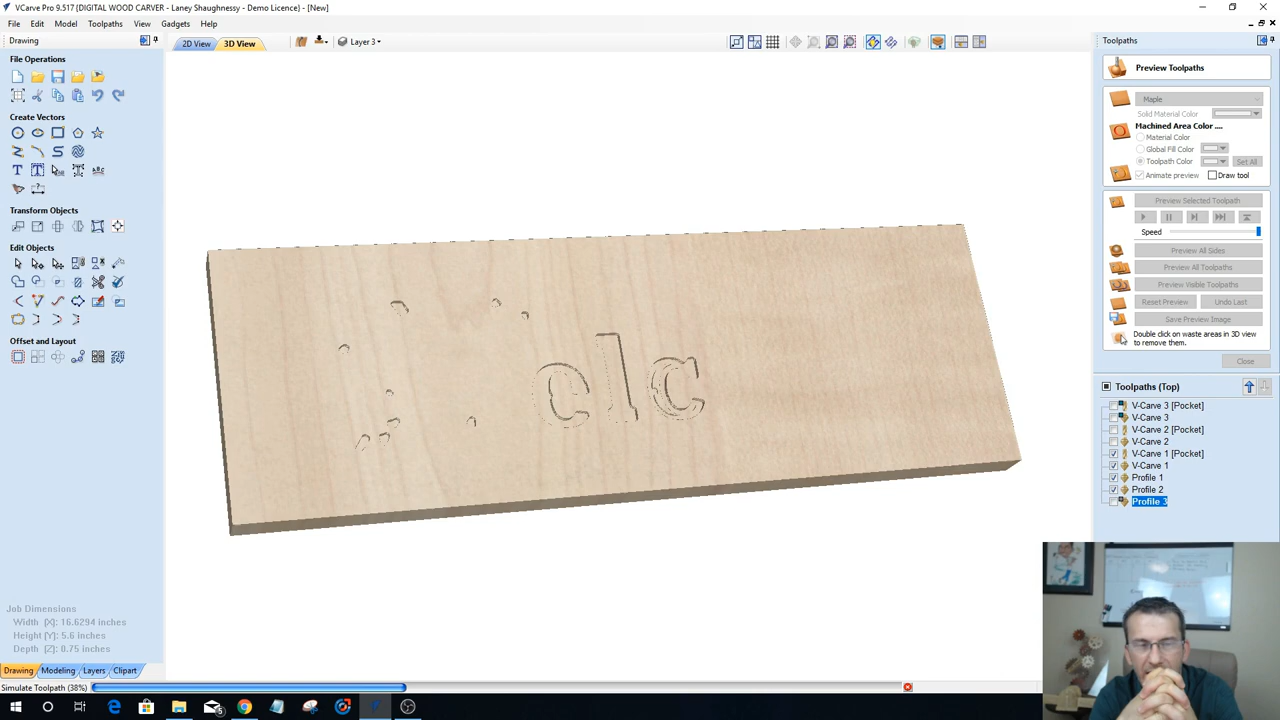 VCarve Pro 9.517 {DIGITAL WOOD CARVER - Laney Shaughnessy - Demo Licence} - [New]
File Edit Model Toolpaths View Gadgets Help
Drawing
2D View 3D View Layer 3
Toolpaths
File Operations
Create Vectors
Transform Objects
Edit Objects
Offset and Layout
Job Dimensions
Width (X): 16.6294 inches
Height (Y): 5.6 inches
Depth (Z): 0.75 inches
Drawing Modeling Layers Clipart
Simulate Toolpath (38%)
clc
Preview Toolpaths
Maple
Solid Material Color
Machined Area Color ....
Material Color
Global Fill Color
Toolpath Color Set All
Animate preview Draw tool
Preview Selected Toolpath
Speed
Preview All Sides
Preview All Toolpaths
Preview Visible Toolpaths
Reset Preview Undo Last
Save Preview Image
Double click on waste areas in 3D view
to remove them.
Close
Toolpaths (Top)
V-Carve 3 [Pocket]
V-Carve 3
V-Carve 2 [Pocket]
V-Carve 2
V-Carve 1 [Pocket]
V-Carve 1
Profile 1
Profile 2
Profile 3